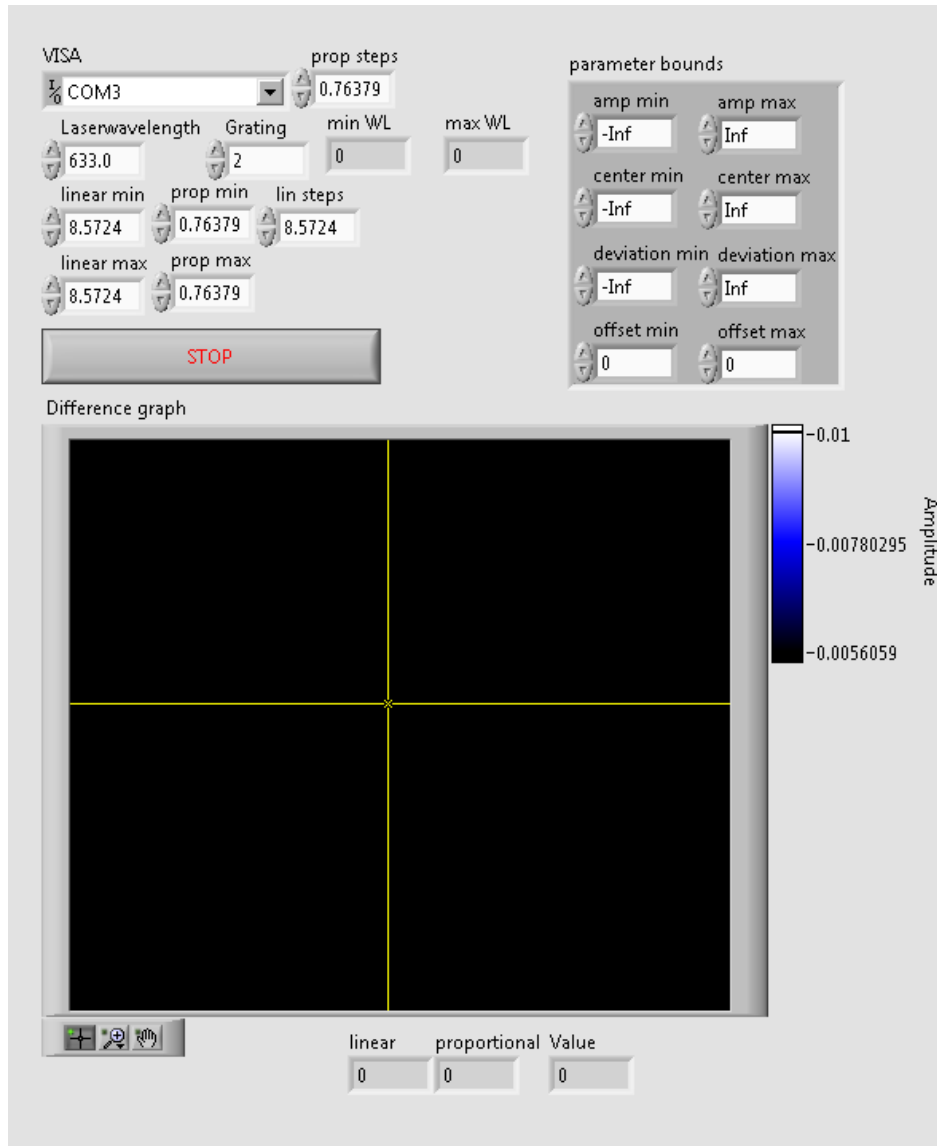 VISA prop steps
COM3 0.76379
Laserwavelength Grating min WL max WL
633.0 2 0 0
linear min prop min lin steps
8.5724 0.76379 8.5724
linear max prop max
8.5724 0.76379
STOP
parameter bounds
amp min amp max
-Inf Inf
center min center max
-Inf Inf
deviation min deviation max
-Inf Inf
offset min offset max
0 0
Difference graph
-0.01
-0.00780295
-0.0056059
Amplitude
linear proportional Value
0 0 0